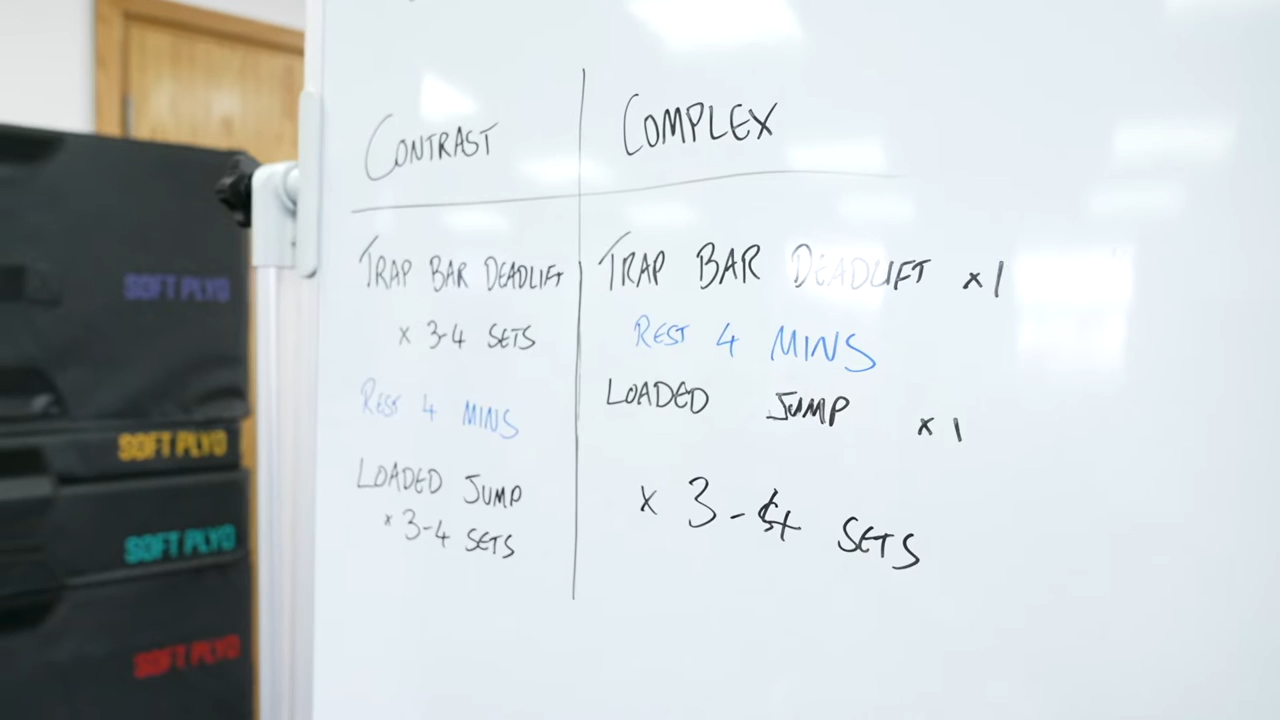 CONTRAST
TRAP BAR DEADLIFT
x 3-4 SETS
REST 4 MINS
LOADED JUMP
x 3-4 SETS
COMPLEX
TRAP BAR DEADLIFT x 1
REST 4 MINS
LOADED JUMP x 1
x 3-4 SETS
SOFT PLYO
SOFT PLYO
SOFT PLYO
SOFT PLYO